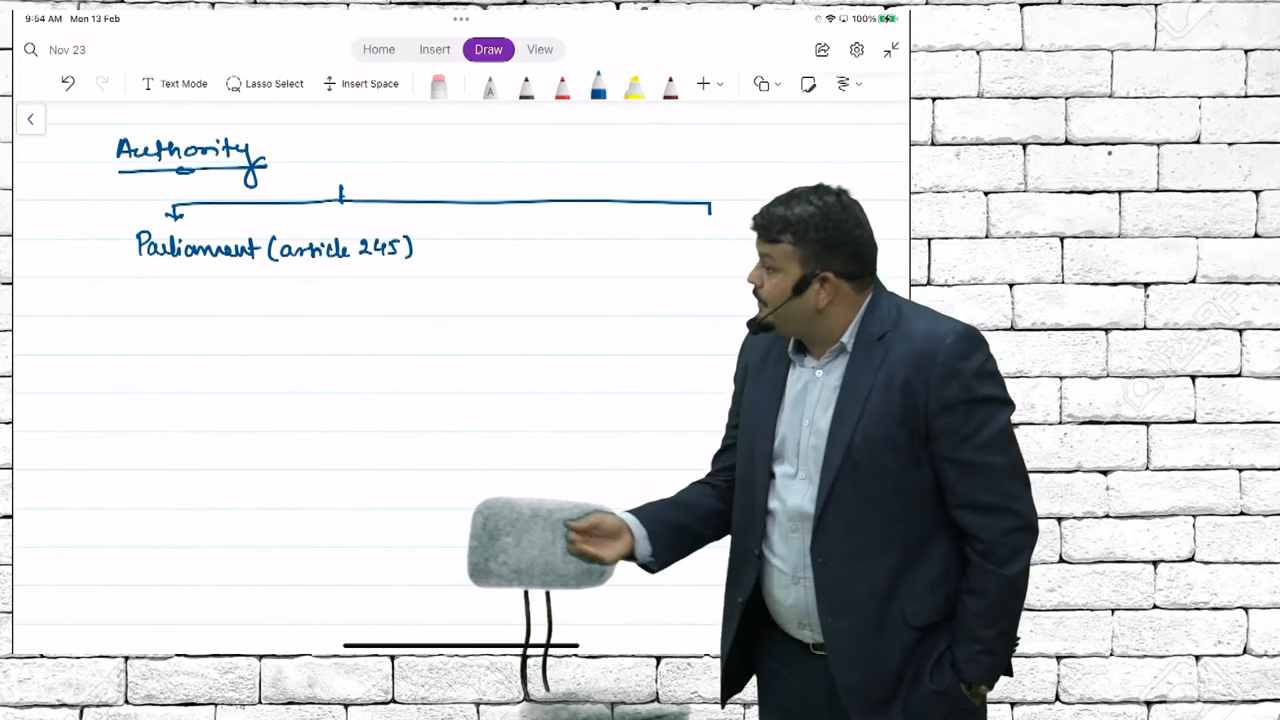 9:54 AM Mon 13 Feb
100%
Nov 23
Home Insert Draw View
Text Mode Lasso Select Insert Space
Authority
Parliament (article 245)